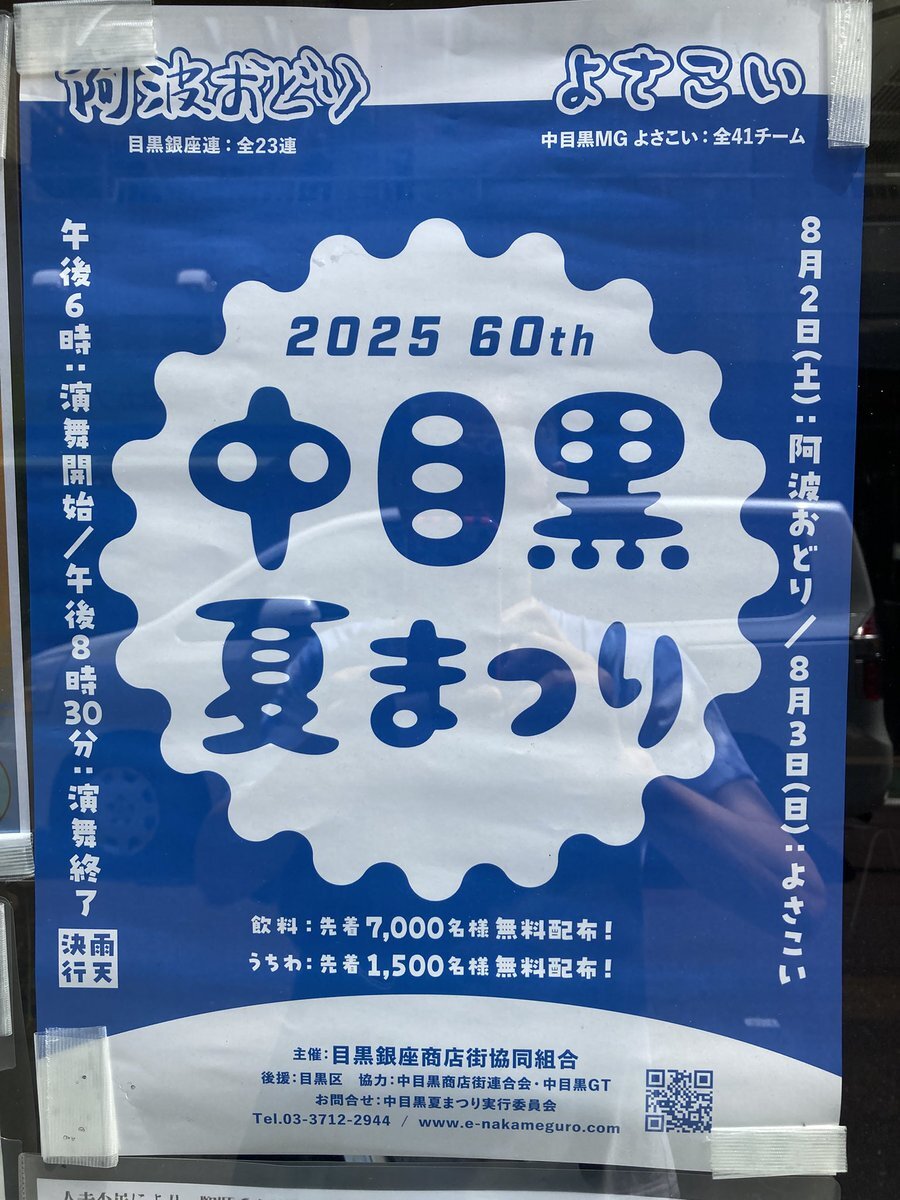 阿波おどり
目黒銀座連：全23連
よさこい
中目黒MG よさこい：全41チーム
8月2日(土)：阿波おどり／8月3日(日)：よさこい
午後6時：演舞開始／午後8時30分：演舞終了
雨天決行
2025 60th
中目黒
夏まつり
飲料：先着7,000名様無料配布！
うちわ：先着1,500名様無料配布！
主催：目黒銀座商店街協同組合
後援：目黒区　協力：中目黒商店街連合会・中目黒GT
お問合せ：中目黒夏まつり実行委員会
Tel.03-3712-2944 / www.e-nakameguro.com